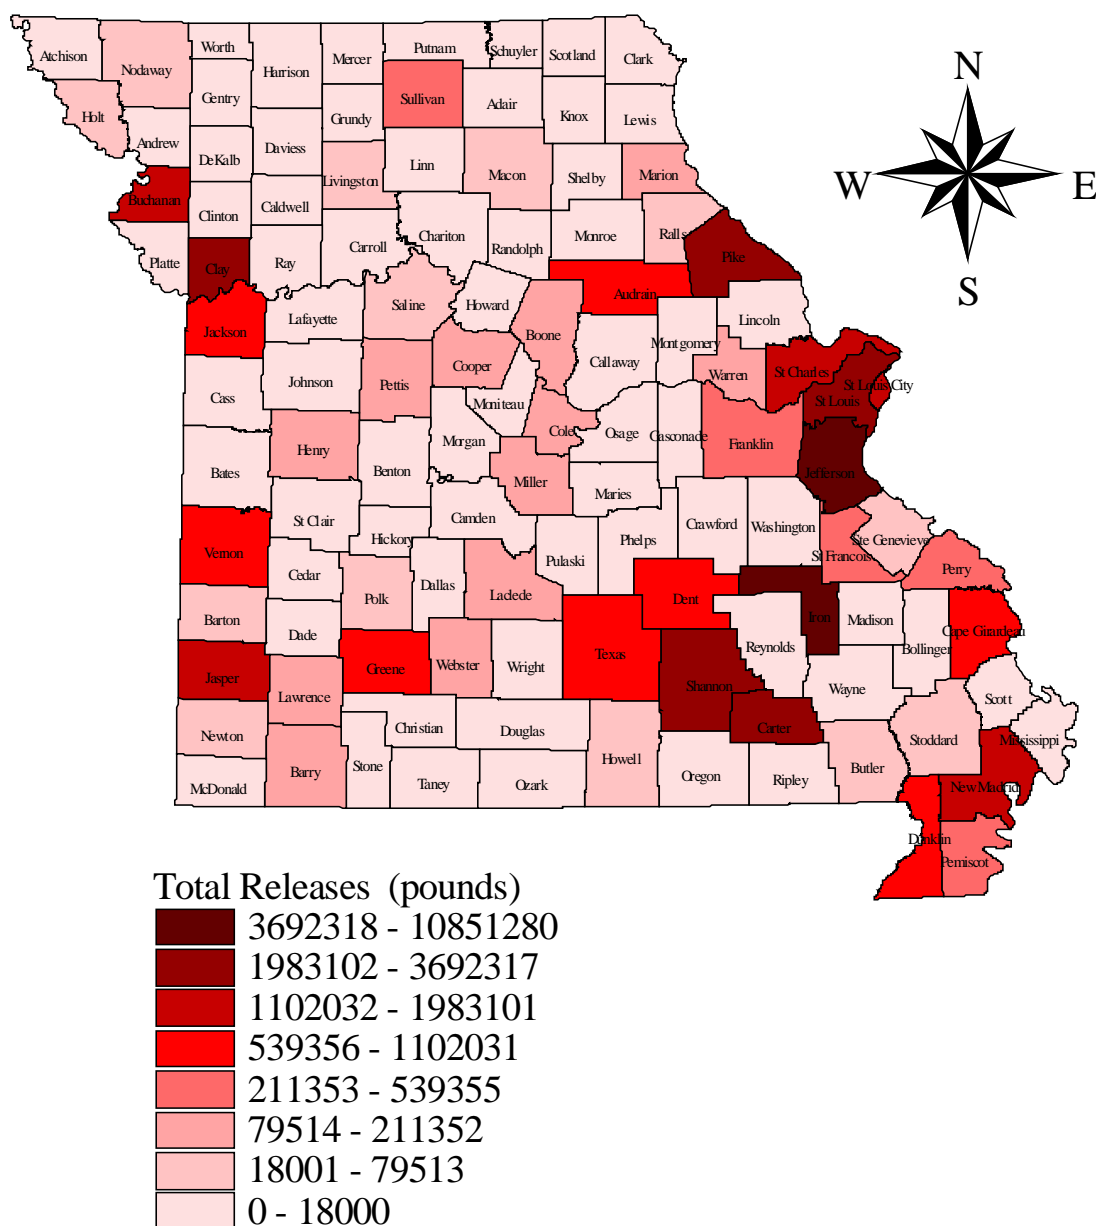 N
W
E
S
Atchison
Nodaway
Worth
Harrison
Mercer
Putnam
Schuyler
Scotland
Clark
Gentry
Sullivan
Adair
Knox
Lewis
Holt
Andrew
DeKalb
Daviess
Grundy
Linn
Macon
Shelby
Marion
Livingston
Buchanan
Clinton
Caldwell
Carroll
Chariton
Randolph
Monroe
Ralls
Pike
Platte
Clay
Ray
Saline
Howard
Audrain
Lincoln
Jackson
Lafayette
Boone
Callaway
Montgomery
Warren
St Charles
St Louis City
St Louis
Cass
Johnson
Pettis
Cooper
Moniteau
Cole
Osage
Gasconade
Franklin
Jefferson
Bates
Henry
Benton
Morgan
Miller
Maries
St Clair
Hickory
Camden
Pulaski
Phelps
Crawford
Washington
St Francois
Ste Genevieve
Perry
Vernon
Cedar
Polk
Dallas
Laclede
Dent
Iron
Madison
Bollinger
Cape Girardeau
Barton
Dade
Greene
Webster
Wright
Texas
Shannon
Reynolds
Wayne
Scott
Jasper
Lawrence
Christian
Douglas
Howell
Carter
Stoddard
Mississippi
Newton
Barry
Stone
Taney
Ozark
Oregon
Ripley
Butler
New Madrid
McDonald
Dunklin
Pemiscot
Total Releases (pounds)
3692318 - 10851280
1983102 - 3692317
1102032 - 1983101
539356 - 1102031
211353 - 539355
79514 - 211352
18001 - 79513
0 - 18000